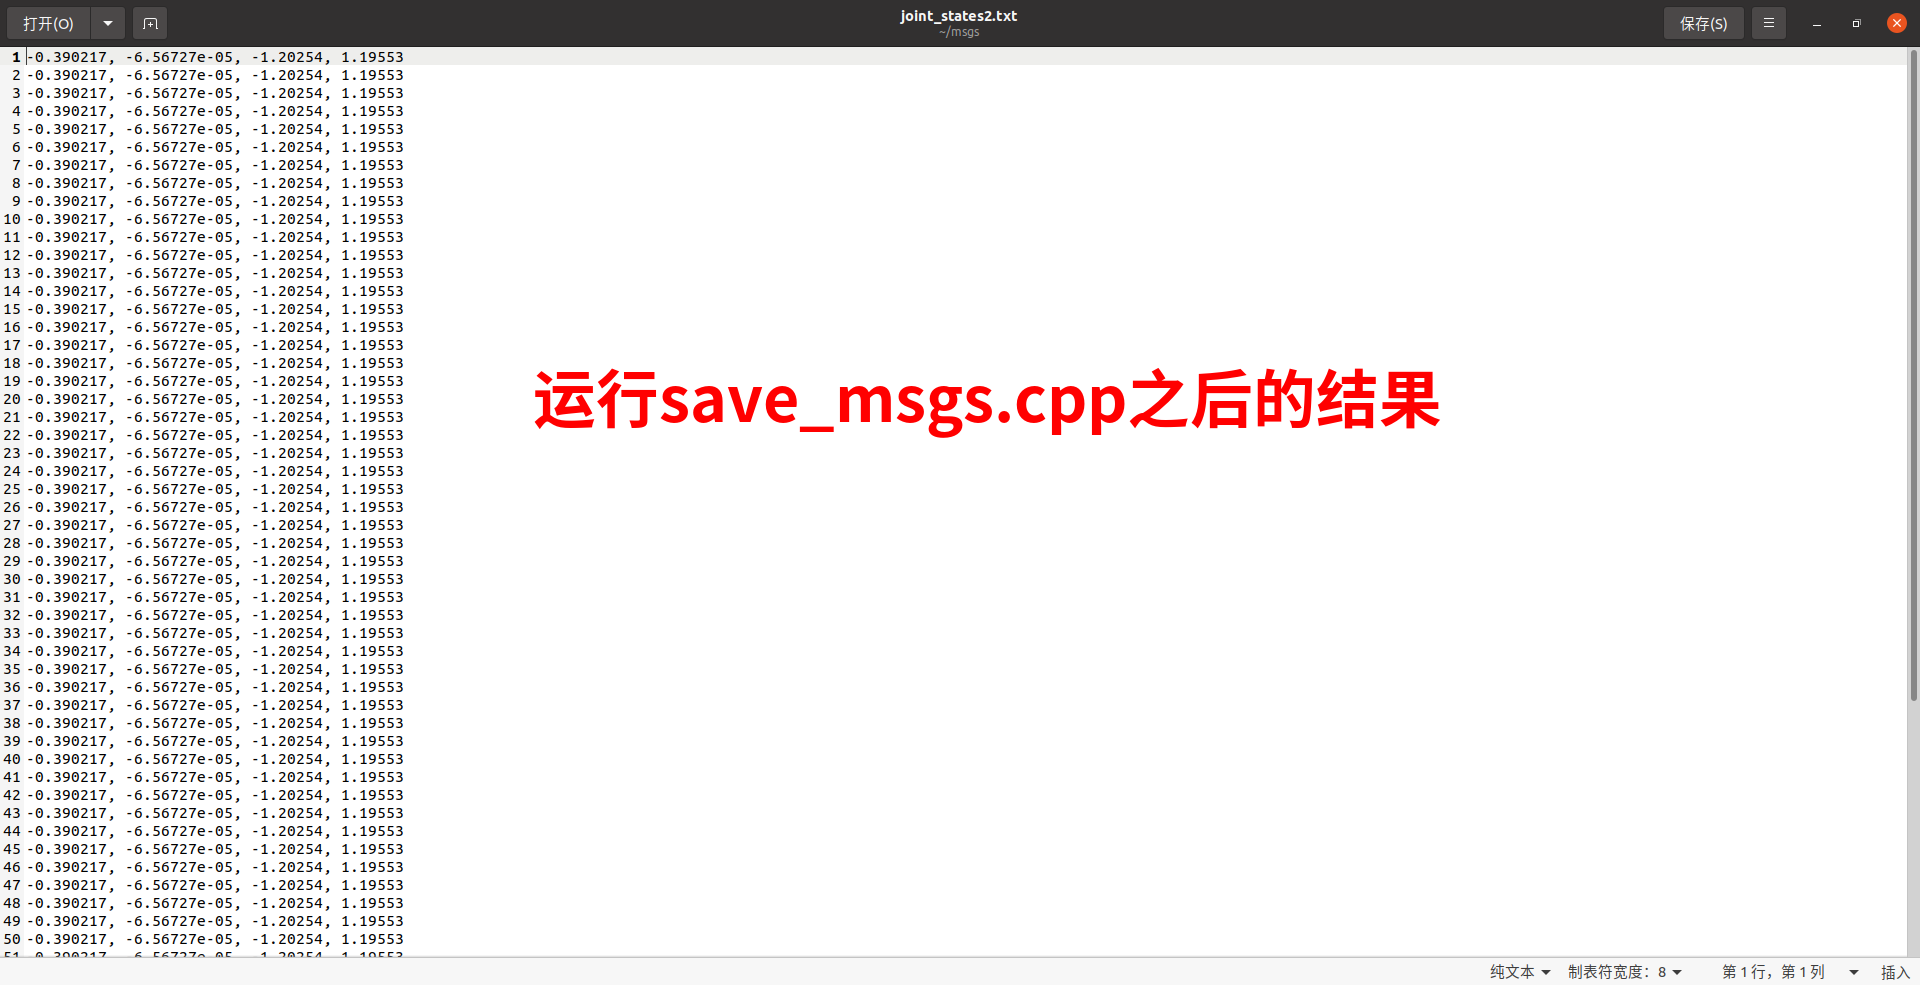 打开(O)
joint_states2.txt
~/msgs
保存(S)
1 -0.390217, -6.56727e-05, -1.20254, 1.19553
2 -0.390217, -6.56727e-05, -1.20254, 1.19553
3 -0.390217, -6.56727e-05, -1.20254, 1.19553
4 -0.390217, -6.56727e-05, -1.20254, 1.19553
5 -0.390217, -6.56727e-05, -1.20254, 1.19553
6 -0.390217, -6.56727e-05, -1.20254, 1.19553
7 -0.390217, -6.56727e-05, -1.20254, 1.19553
8 -0.390217, -6.56727e-05, -1.20254, 1.19553
9 -0.390217, -6.56727e-05, -1.20254, 1.19553
10 -0.390217, -6.56727e-05, -1.20254, 1.19553
11 -0.390217, -6.56727e-05, -1.20254, 1.19553
12 -0.390217, -6.56727e-05, -1.20254, 1.19553
13 -0.390217, -6.56727e-05, -1.20254, 1.19553
14 -0.390217, -6.56727e-05, -1.20254, 1.19553
15 -0.390217, -6.56727e-05, -1.20254, 1.19553
16 -0.390217, -6.56727e-05, -1.20254, 1.19553
17 -0.390217, -6.56727e-05, -1.20254, 1.19553
18 -0.390217, -6.56727e-05, -1.20254, 1.19553
19 -0.390217, -6.56727e-05, -1.20254, 1.19553
20 -0.390217, -6.56727e-05, -1.20254, 1.19553
21 -0.390217, -6.56727e-05, -1.20254, 1.19553
22 -0.390217, -6.56727e-05, -1.20254, 1.19553
23 -0.390217, -6.56727e-05, -1.20254, 1.19553
24 -0.390217, -6.56727e-05, -1.20254, 1.19553
25 -0.390217, -6.56727e-05, -1.20254, 1.19553
26 -0.390217, -6.56727e-05, -1.20254, 1.19553
27 -0.390217, -6.56727e-05, -1.20254, 1.19553
28 -0.390217, -6.56727e-05, -1.20254, 1.19553
29 -0.390217, -6.56727e-05, -1.20254, 1.19553
30 -0.390217, -6.56727e-05, -1.20254, 1.19553
31 -0.390217, -6.56727e-05, -1.20254, 1.19553
32 -0.390217, -6.56727e-05, -1.20254, 1.19553
33 -0.390217, -6.56727e-05, -1.20254, 1.19553
34 -0.390217, -6.56727e-05, -1.20254, 1.19553
35 -0.390217, -6.56727e-05, -1.20254, 1.19553
36 -0.390217, -6.56727e-05, -1.20254, 1.19553
37 -0.390217, -6.56727e-05, -1.20254, 1.19553
38 -0.390217, -6.56727e-05, -1.20254, 1.19553
39 -0.390217, -6.56727e-05, -1.20254, 1.19553
40 -0.390217, -6.56727e-05, -1.20254, 1.19553
41 -0.390217, -6.56727e-05, -1.20254, 1.19553
42 -0.390217, -6.56727e-05, -1.20254, 1.19553
43 -0.390217, -6.56727e-05, -1.20254, 1.19553
44 -0.390217, -6.56727e-05, -1.20254, 1.19553
45 -0.390217, -6.56727e-05, -1.20254, 1.19553
46 -0.390217, -6.56727e-05, -1.20254, 1.19553
47 -0.390217, -6.56727e-05, -1.20254, 1.19553
48 -0.390217, -6.56727e-05, -1.20254, 1.19553
49 -0.390217, -6.56727e-05, -1.20254, 1.19553
50 -0.390217, -6.56727e-05, -1.20254, 1.19553
运行save_msgs.cpp之后的结果
纯文本 制表符宽度：8 第 1 行，第 1 列 插入